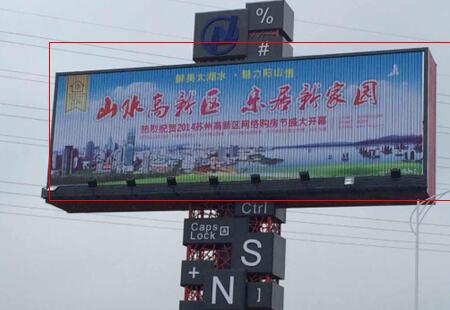 %
#
醉美太湖水·魅力阳山情
山水高新区 乐居新家园
热烈祝贺2014苏州高新区网络购房节盛大开幕
Ctrl
Caps Lock A
S
+ N ]